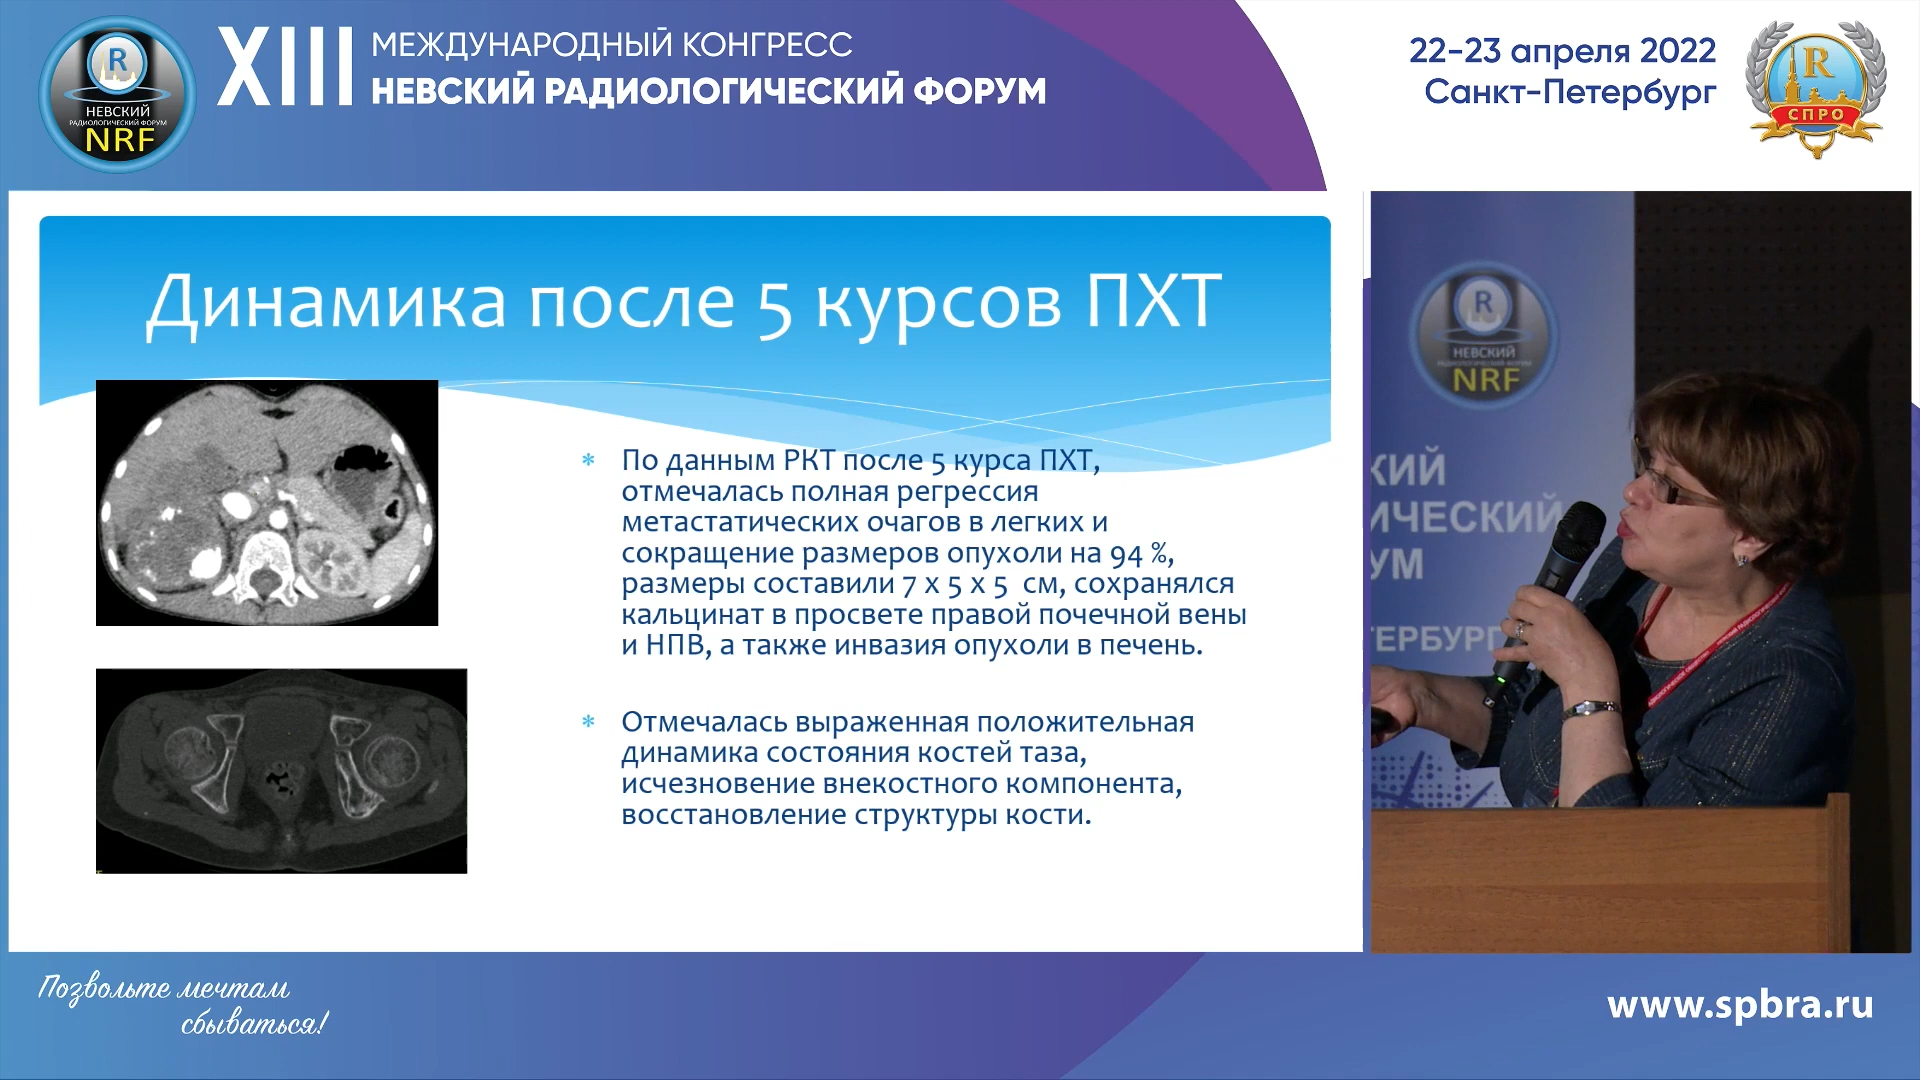 R
НЕВСКИЙ
РАДИОЛОГИЧЕСКИЙ ФОРУМ
NRF
XIII МЕЖДУНАРОДНЫЙ КОНГРЕСС
НЕВСКИЙ РАДИОЛОГИЧЕСКИЙ ФОРУМ
22-23 апреля 2022
Санкт-Петербург
R
СПРО
Динамика после 5 курсов ПХТ
* По данным РКТ после 5 курса ПХТ,
отмечалась полная регрессия
метастатических очагов в легких и
сокращение размеров опухоли на 94 %,
размеры составили 7 х 5 х 5 см, сохранялся
кальцинат в просвете правой почечной вены
и НПВ, а также инвазия опухоли в печень.
* Отмечалась выраженная положительная
динамика состояния костей таза,
исчезновение внекостного компонента,
восстановление структуры кости.
R
НЕВСКИЙ
NRF
КИЙ
ИЧЕСКИЙ
УМ
ТЕРБУРГ
Позвольте мечтам
сбываться!
www.spbra.ru